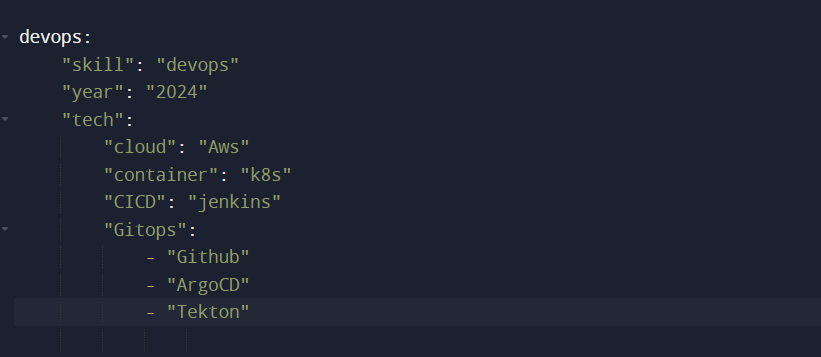 devops:
    "skill": "devops"
    "year": "2024"
    "tech":
        "cloud": "Aws"
        "container": "k8s"
        "CICD": "jenkins"
        "Gitops":
            - "Github"
            - "ArgoCD"
            - "Tekton"